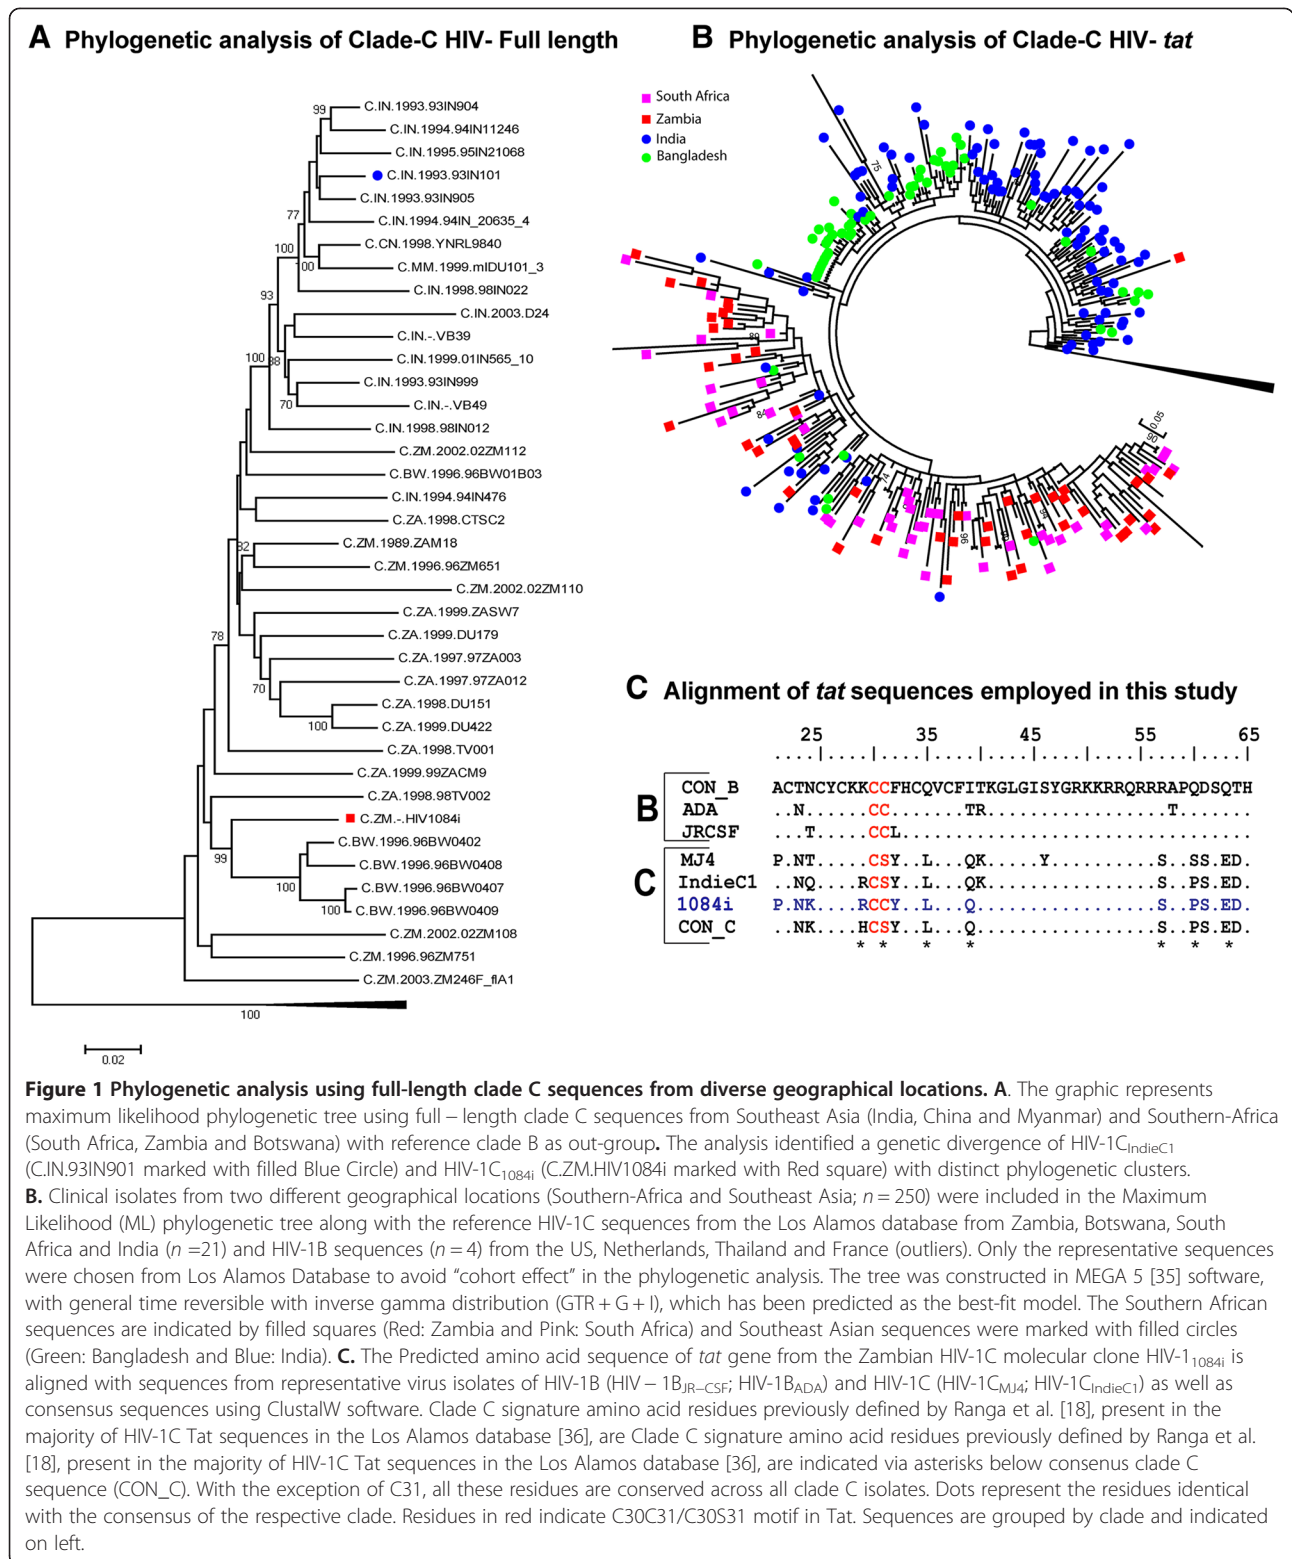 A Phylogenetic analysis of Clade-C HIV- Full length
99
C.IN.1993.93IN904
C.IN.1994.94IN11246
C.IN.1995.95IN21068
C.IN.1993.93IN101
C.IN.1993.93IN905
77
C.IN.1994.94IN_20635_4
C.CN.1998.YNRL9840
100
100
C.MM.1999.mIDU101_3
C.IN.1998.98IN022
93
C.IN.2003.D24
C.IN.-.VB39
100
88
C.IN.1999.01IN565_10
C.IN.1993.93IN999
70
C.IN.-.VB49
C.IN.1998.98IN012
C.ZM.2002.02ZM112
C.BW.1996.96BW01B03
C.IN.1994.94IN476
C.ZA.1998.CTSC2
82
C.ZM.1989.ZAM18
C.ZM.1996.96ZM651
C.ZM.2002.02ZM110
C.ZA.1999.ZASW7
78
C.ZA.1999.DU179
C.ZA.1997.97ZA003
70
C.ZA.1997.97ZA012
C.ZA.1998.DU151
100
C.ZA.1999.DU422
C.ZA.1998.TV001
C.ZA.1999.99ZACM9
C.ZA.1998.98TV002
C.ZM.-.HIV1084i
C.BW.1996.96BW0402
99
C.BW.1996.96BW0408
100
C.BW.1996.96BW0407
100
C.BW.1996.96BW0409
C.ZM.2002.02ZM108
C.ZM.1996.96ZM751
C.ZM.2003.ZM246F_flA1
100
0.02
B Phylogenetic analysis of Clade-C HIV- tat
South Africa
Zambia
India
Bangladesh
75
89
84
74
96
94
90
0.05
C Alignment of tat sequences employed in this study
25 35 45 55 65
B
CON_B ACTNCYCKKCCFHCQVCFITKGLGISYGRKKRRQRRRAPQDSQTH
ADA ..N......CC.......TR.................T.......
JRCSF ...T.....CCL.................................
C
MJ4 P.NT.....CSY..L...QK.....Y..........S..SS.ED.
IndieC1 ..NQ....RCSY..L...QK................S..PS.ED.
1084i P.NK....RCCY..L...Q.................S..PS.ED.
CON_C ..NK....HCSY..L...Q.................S..PS.ED.
* * * * * * *
Figure 1 Phylogenetic analysis using full-length clade C sequences from diverse geographical locations. A. The graphic represents
maximum likelihood phylogenetic tree using full – length clade C sequences from Southeast Asia (India, China and Myanmar) and Southern-Africa
(South Africa, Zambia and Botswana) with reference clade B as out-group. The analysis identified a genetic divergence of HIV-1CIndieC1
(C.IN.93IN901 marked with filled Blue Circle) and HIV-1C1084i (C.ZM.HIV1084i marked with Red square) with distinct phylogenetic clusters.
B. Clinical isolates from two different geographical locations (Southern-Africa and Southeast Asia; n = 250) were included in the Maximum
Likelihood (ML) phylogenetic tree along with the reference HIV-1C sequences from the Los Alamos database from Zambia, Botswana, South
Africa and India (n =21) and HIV-1B sequences (n = 4) from the US, Netherlands, Thailand and France (outliers). Only the representative sequences
were chosen from Los Alamos Database to avoid “cohort effect” in the phylogenetic analysis. The tree was constructed in MEGA 5 [35] software,
with general time reversible with inverse gamma distribution (GTR + G + I), which has been predicted as the best-fit model. The Southern African
sequences are indicated by filled squares (Red: Zambia and Pink: South Africa) and Southeast Asian sequences were marked with filled circles
(Green: Bangladesh and Blue: India). C. The Predicted amino acid sequence of tat gene from the Zambian HIV-1C molecular clone HIV-11084i is
aligned with sequences from representative virus isolates of HIV-1B (HIV – 1BJR–CSF; HIV-1BADA) and HIV-1C (HIV-1CMJ4; HIV-1CIndieC1) as well as
consensus sequences using ClustalW software. Clade C signature amino acid residues previously defined by Ranga et al. [18], present in the
majority of HIV-1C Tat sequences in the Los Alamos database [36], are Clade C signature amino acid residues previously defined by Ranga et al.
[18], present in the majority of HIV-1C Tat sequences in the Los Alamos database [36], are indicated via asterisks below consenus clade C
sequence (CON_C). With the exception of C31, all these residues are conserved across all clade C isolates. Dots represent the residues identical
with the consensus of the respective clade. Residues in red indicate C30C31/C30S31 motif in Tat. Sequences are grouped by clade and indicated
on left.